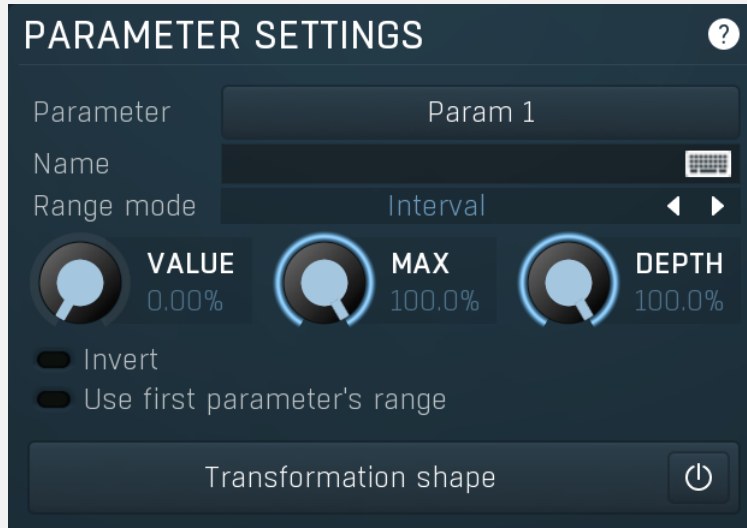 PARAMETER SETTINGS ?
Parameter Param 1
Name
Range mode Interval
VALUE MAX DEPTH
0.00% 100.0% 100.0%
Invert
Use first parameter's range
Transformation shape